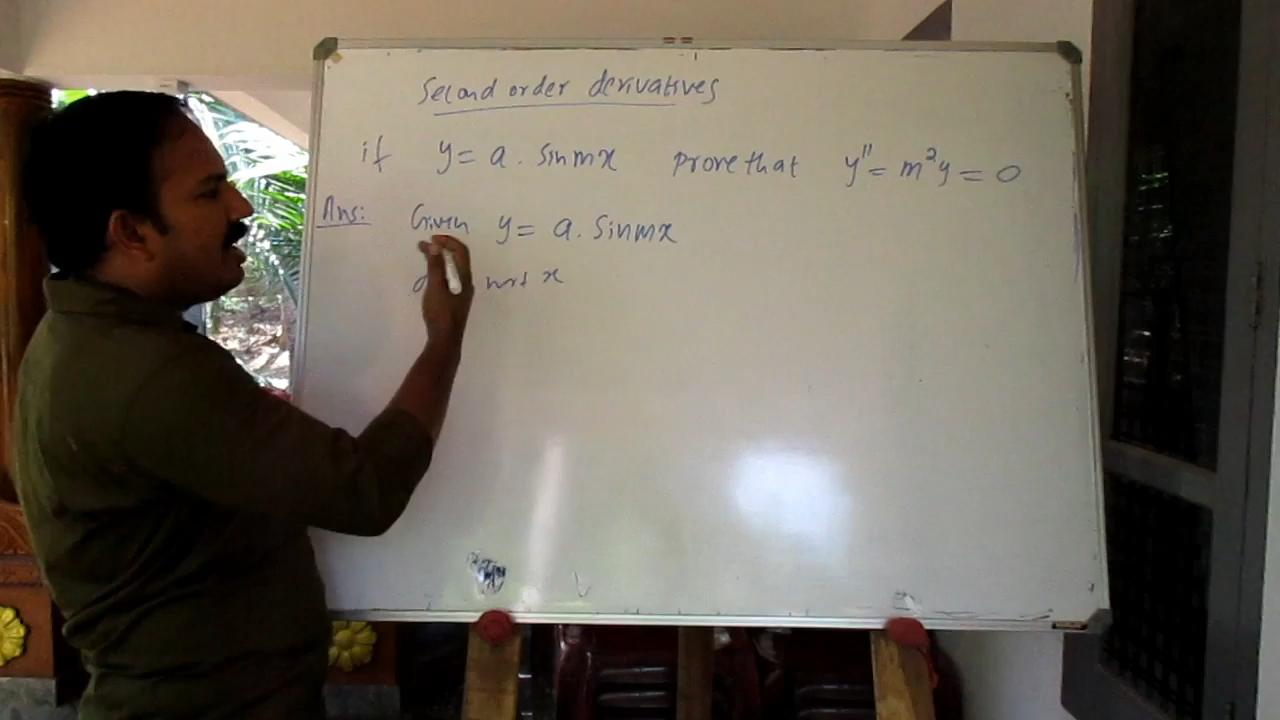 Second order derivatives
if y = a . sinmx prove that y" = m²y = 0
Ans: Given y = a. sinmx
wrt x